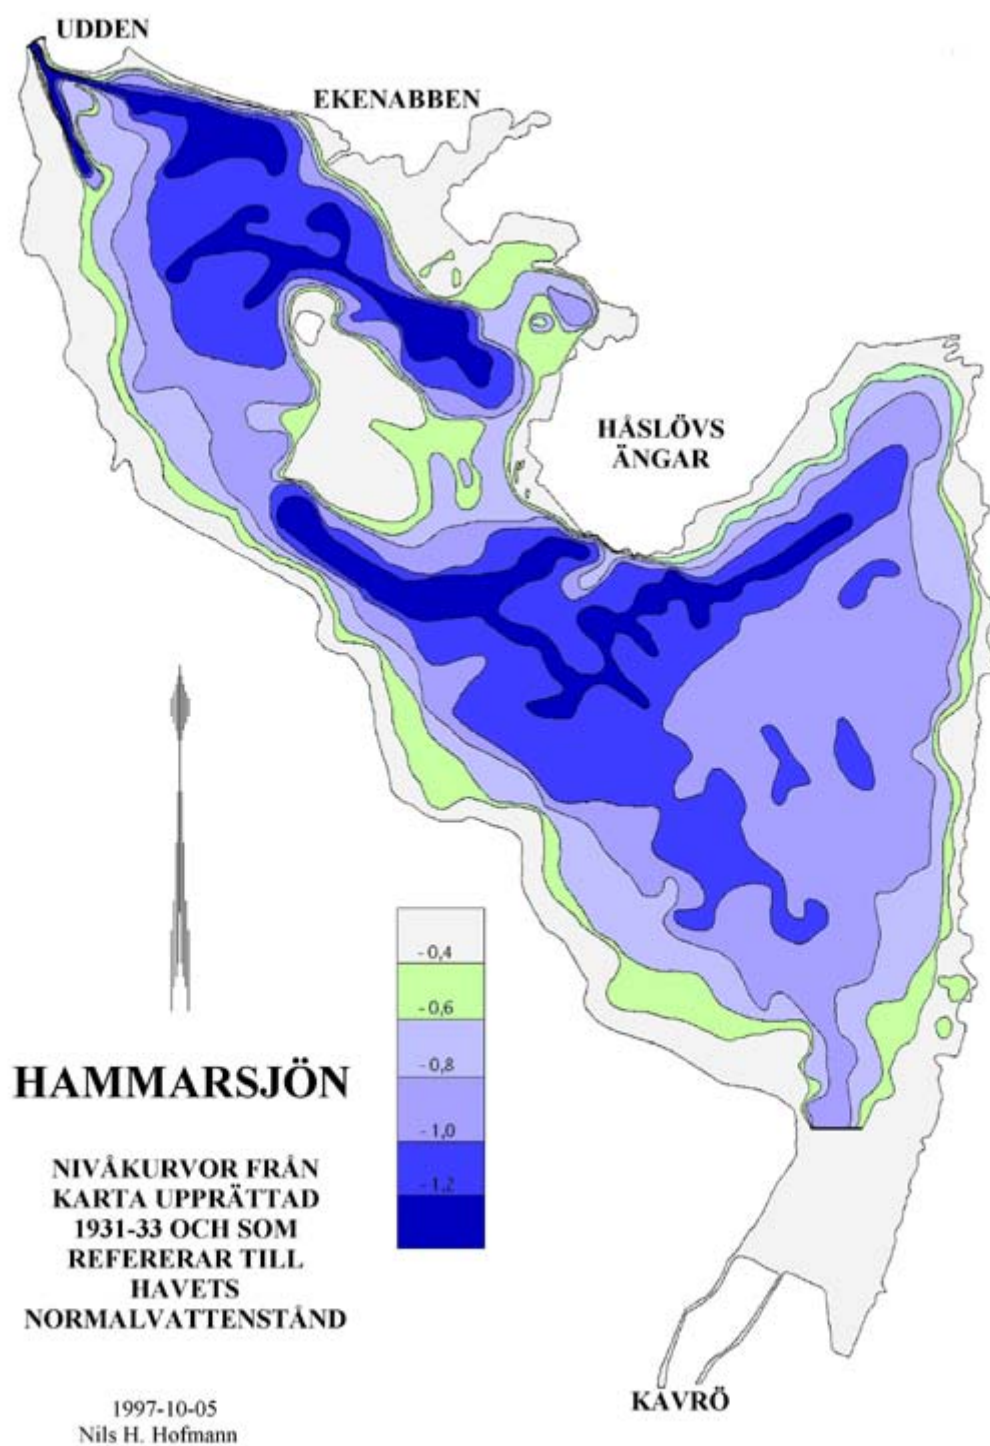 UDDEN
EKENABBEN
HÅSLÖVS
ÄNGAR
- 0,4
- 0,6
- 0,8
- 1,0
- 1,2
HAMMARSJÖN
NIVÅKURVOR FRÅN
KARTA UPPRÄTTAD
1931-33 OCH SOM
REFERERAR TILL
HAVETS
NORMALVATTENSTÅND
1997-10-05
Nils H. Hofmann
KAVRÖ